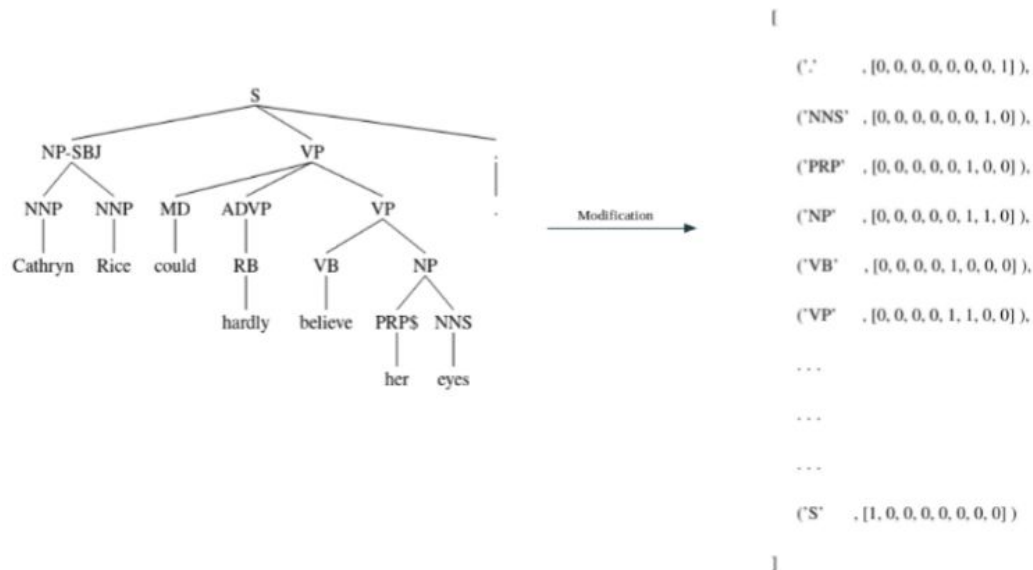 [
('.' , [0, 0, 0, 0, 0, 0, 0, 1] ),
S
('NNS' , [0, 0, 0, 0, 0, 0, 1, 0] ),
NP-SBJ VP .
('PRP' , [0, 0, 0, 0, 0, 1, 0, 0] ),
NNP NNP MD ADVP VP .
Modification
('NP' , [0, 0, 0, 0, 0, 1, 1, 0] ),
Cathryn Rice could RB VB NP
('VB' , [0, 0, 0, 0, 1, 0, 0, 0] ),
hardly believe PRP$ NNS
('VP' , [0, 0, 0, 0, 1, 1, 0, 0] ),
her eyes
. . .
. . .
. . .
('S' , [1, 0, 0, 0, 0, 0, 0, 0] )
]